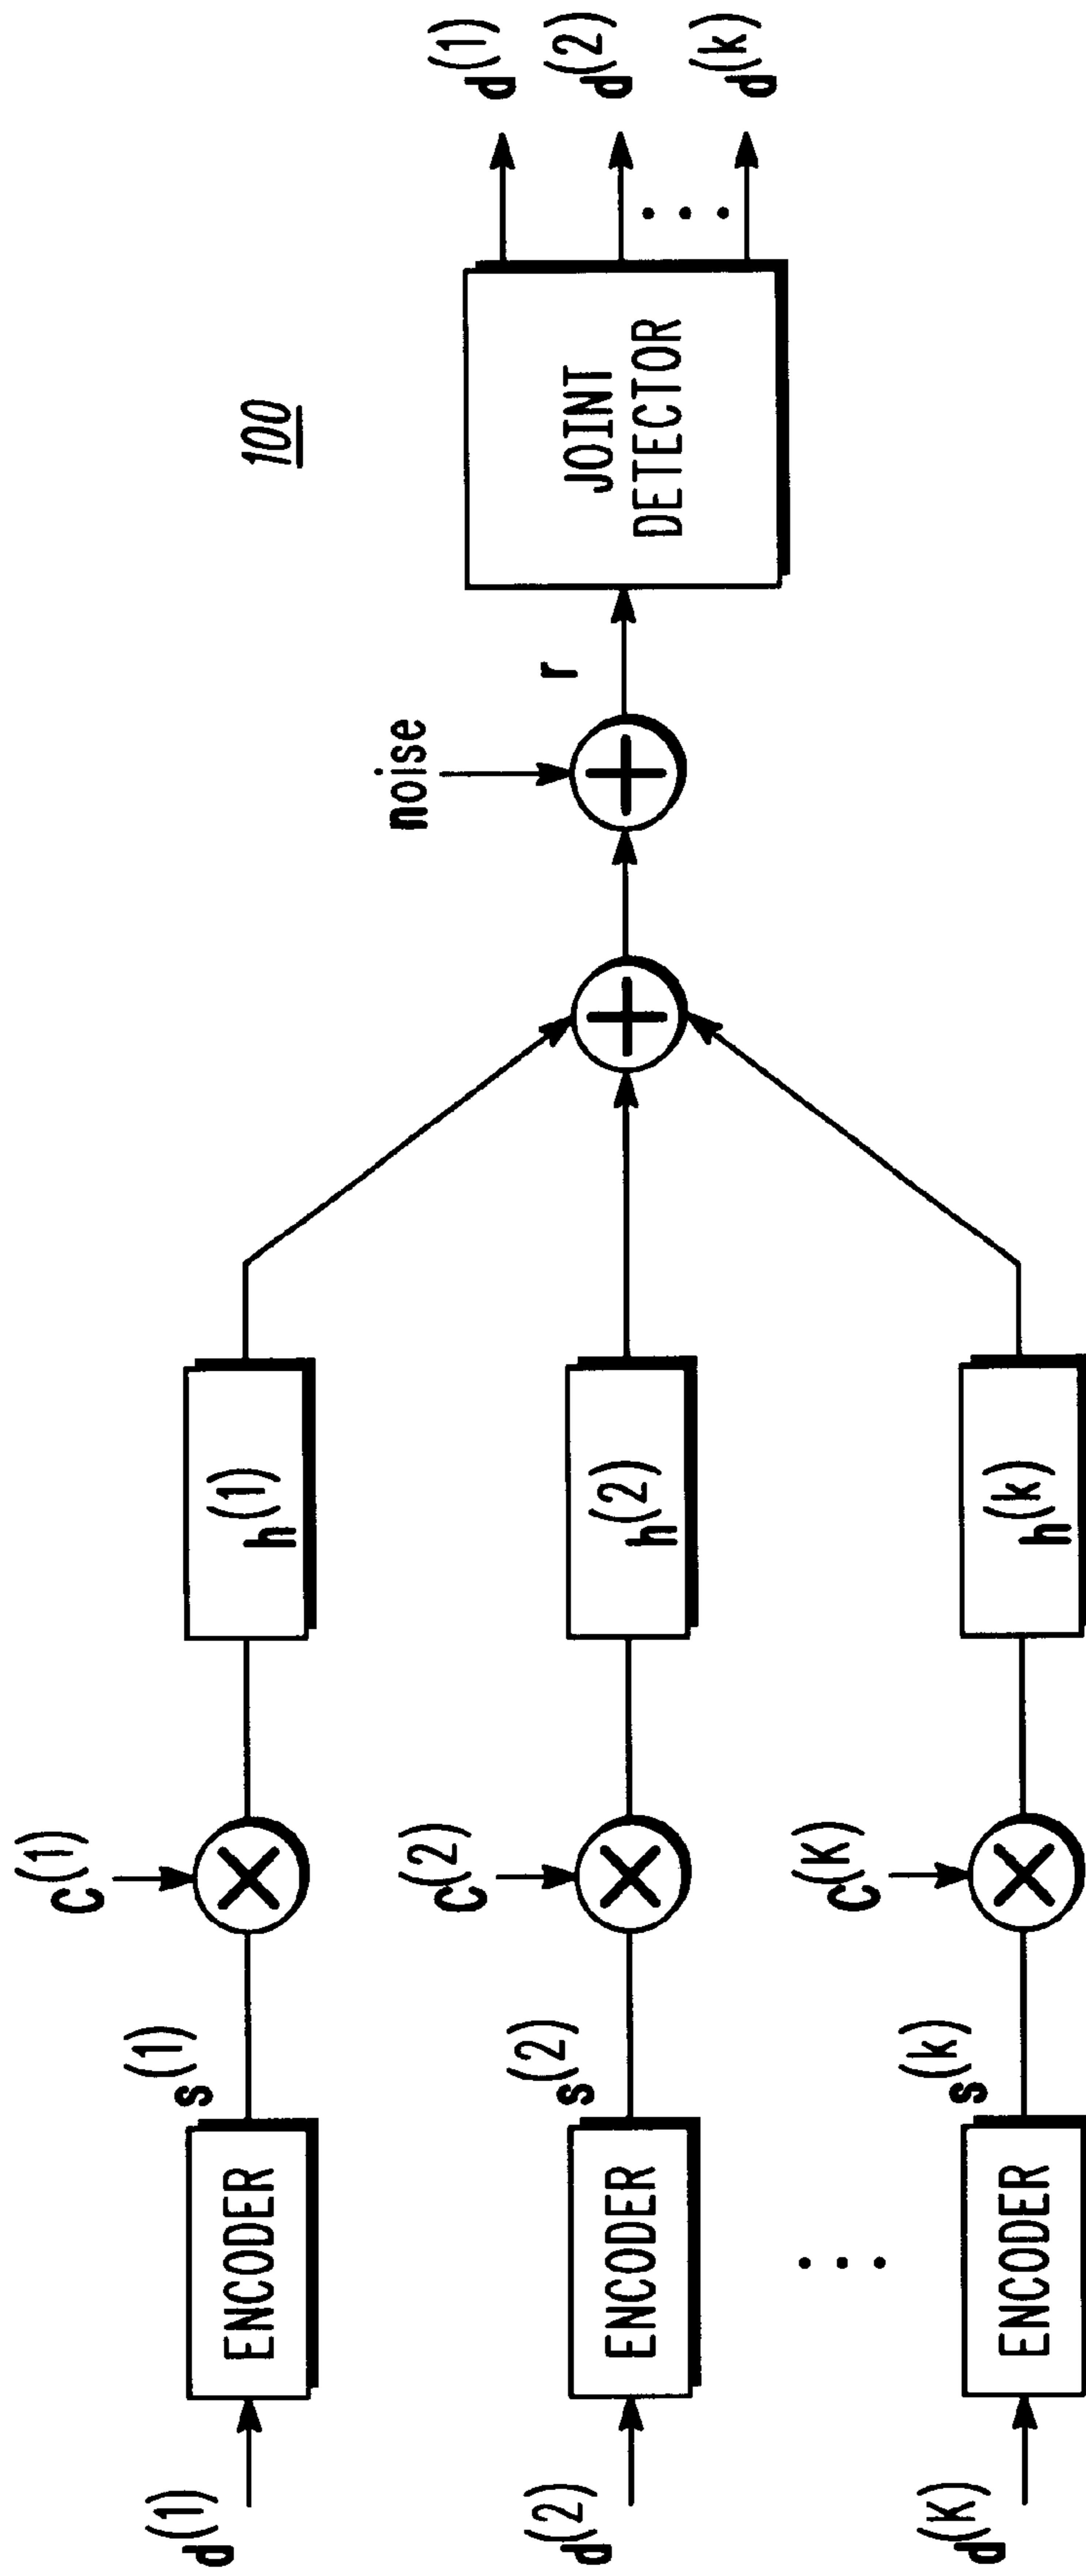 100
d(1)
ENCODER
s(1)
C(1)
h(1)
d(2)
ENCODER
s(2)
C(2)
h(2)
noise
r
JOINT
DETECTOR
d(1)
d(2)
d(k)
...
...
d(K)
ENCODER
s(k)
C(K)
h(k)